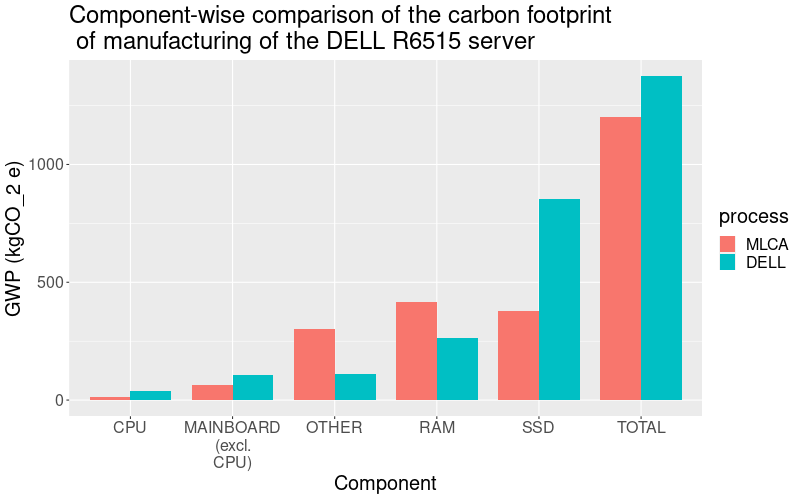 Component-wise comparison of the carbon footprint
of manufacturing of the DELL R6515 server
GWP (kgCO_2 e)
1000
500
0
CPU
MAINBOARD
(excl.
CPU)
OTHER
RAM
SSD
TOTAL
Component
process
MLCA
DELL